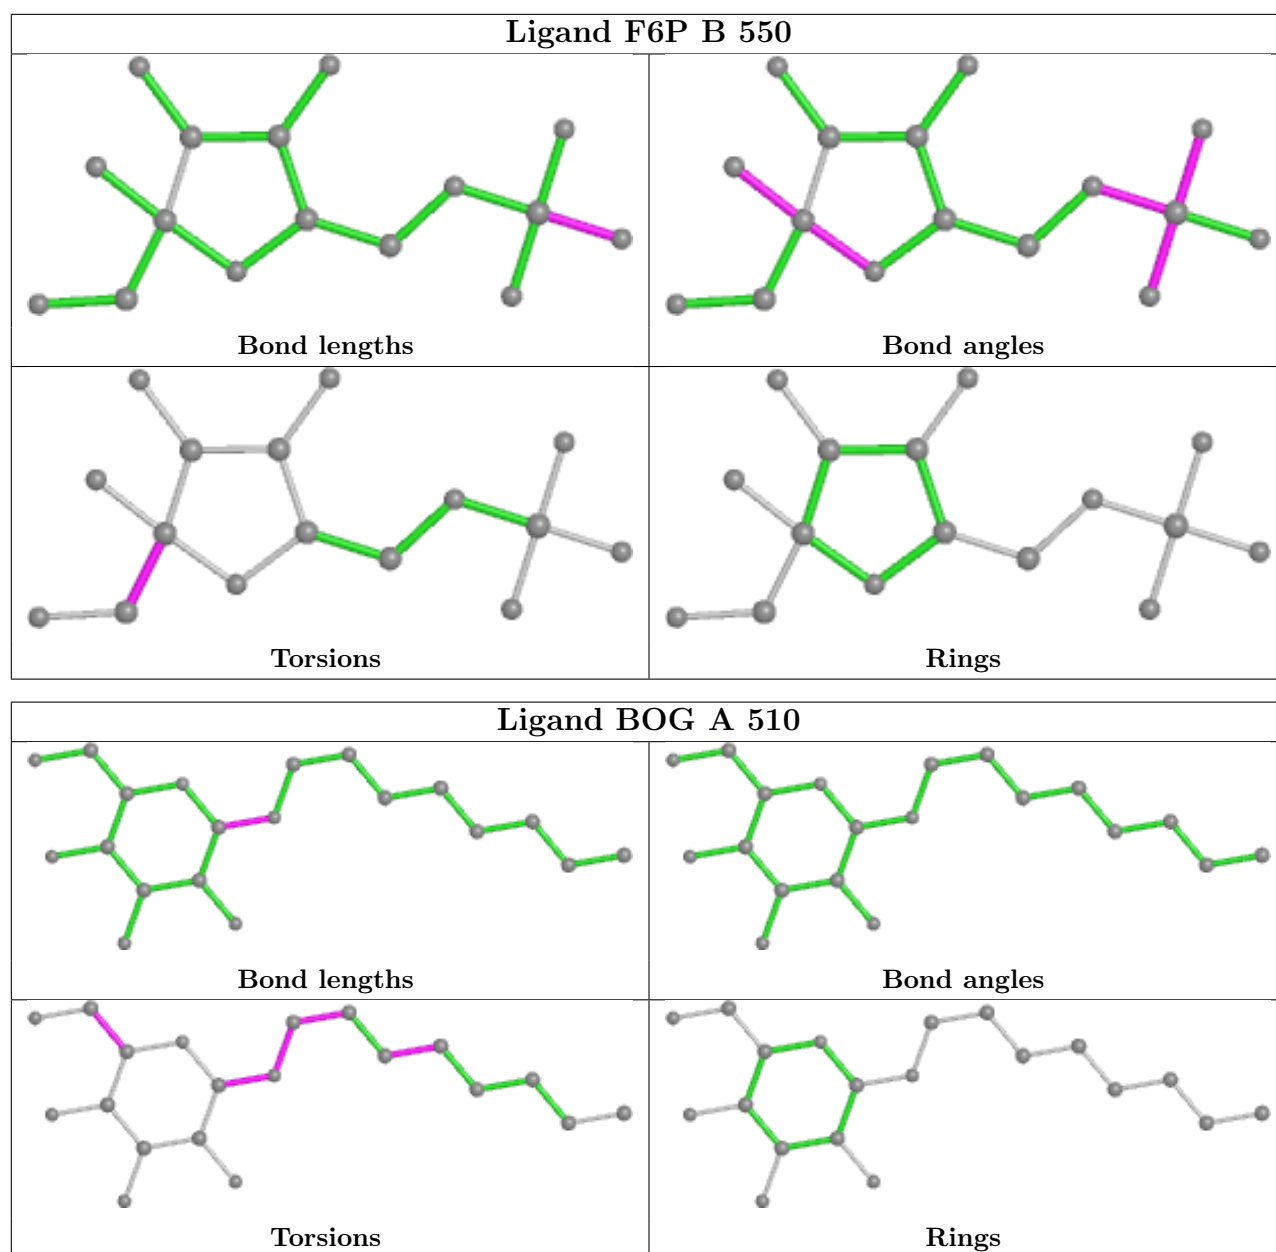 Ligand F6P B 550
Bond lengths
Bond angles
Torsions
Rings
Ligand BOG A 510
Bond lengths
Bond angles
Torsions
Rings